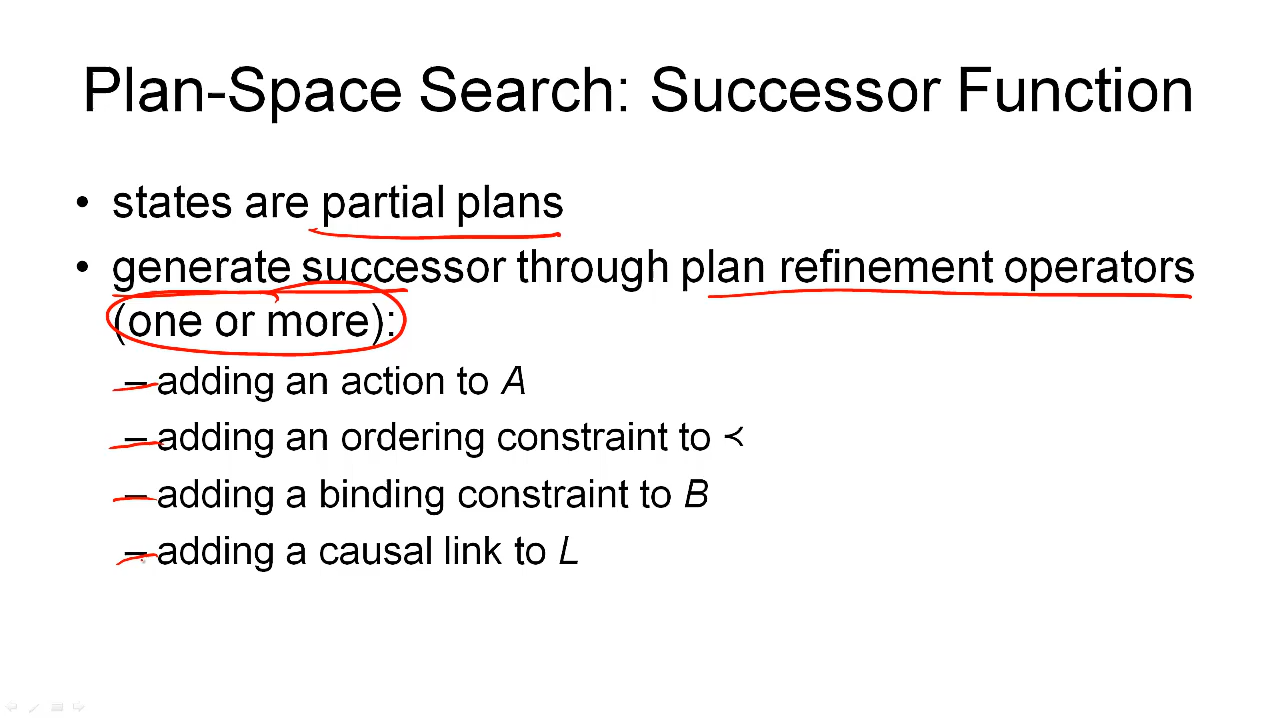 Plan-Space Search: Successor Function
• states are partial plans
• generate successor through plan refinement operators
(one or more):
– adding an action to A
– adding an ordering constraint to ≺
– adding a binding constraint to B
– adding a causal link to L